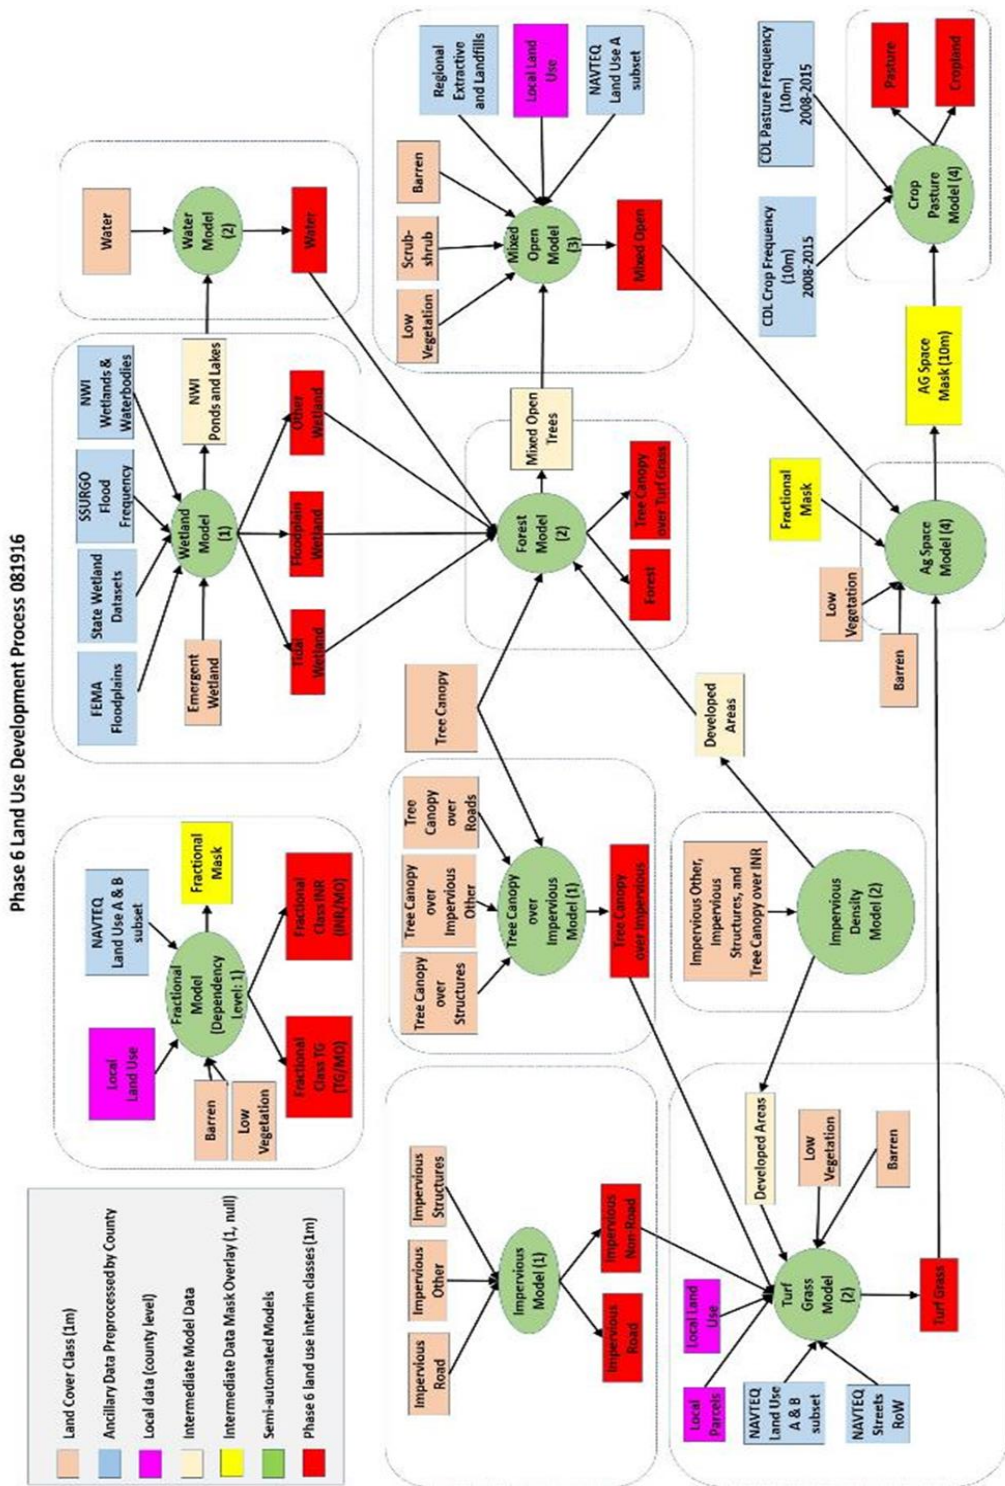 Phase 6 Land Use Development Process 081916
Land Cover Class (1m)
Ancillary Data Preprocessed by County
Local data (county level)
Intermediate Model Data
Intermediate Data Mask Overlay (1, null)
Semi-automated Models
Phase 6 land use interim classes (1m)
Local
Land Use
NAVTEQ
Land Use A & B
subset
Barren
Low
Vegetation
Fractional
Model
(Dependency
Level: 1)
Fractional
Mask
Fractional
Class TG
(TG/MO)
Fractional
Class INR
(INR/MO)
FEMA
Floodplains
State Wetland
Datasets
SSURGO
Flood
Frequency
NWI
Wetlands &
Waterbodies
Emergent
Wetland
Wetland
Model
(1)
NWI
Ponds and Lakes
Tidal
Wetland
Floodplain
Wetland
Other
Wetland
Water
Water
Model
(2)
Water
Impervious
Road
Impervious
Other
Impervious
Structures
Impervious
Model (1)
Impervious
Road
Impervious
Non-Road
Tree Canopy
over
Structures
Tree Canopy
over
Impervious
Other
Tree
Canopy
over
Roads
Tree Canopy
over
Impervious
Model (1)
Tree Canopy
over Impervious
Tree Canopy
Forest
Model
(2)
Mixed Open
Trees
Forest
Tree Canopy
over Turf Grass
Low
Vegetation
Scrub-
shrub
Barren
Regional
Extractive
and Landfills
Local Land
Use
NAVTEQ
Land Use A
subset
Mixed
Open
Model
(3)
Mixed Open
Local
Parcels
Local Land
Use
Developed Areas
NAVTEQ
Land Use
A & B
subset
NAVTEQ
Streets
RoW
Turf
Grass
Model
(2)
Low
Vegetation
Barren
Turf Grass
Impervious Other,
Impervious
Structures, and
Tree Canopy over INR
Impervious
Density
Model (2)
Developed
Areas
Low
Vegetation
Barren
Fractional
Mask
Ag Space
Model (4)
AG Space
Mask (10m)
CDL Crop Frequency
(10m)
2008-2015
CDL Pasture Frequency
(10m)
2008-2015
Crop
Pasture
Model (4)
Pasture
Cropland